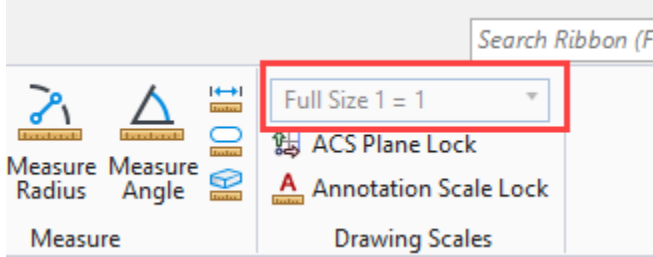 Search Ribbon (F
Full Size 1 = 1
ACS Plane Lock
Measure Radius
Measure Angle
A Annotation Scale Lock
Measure
Drawing Scales